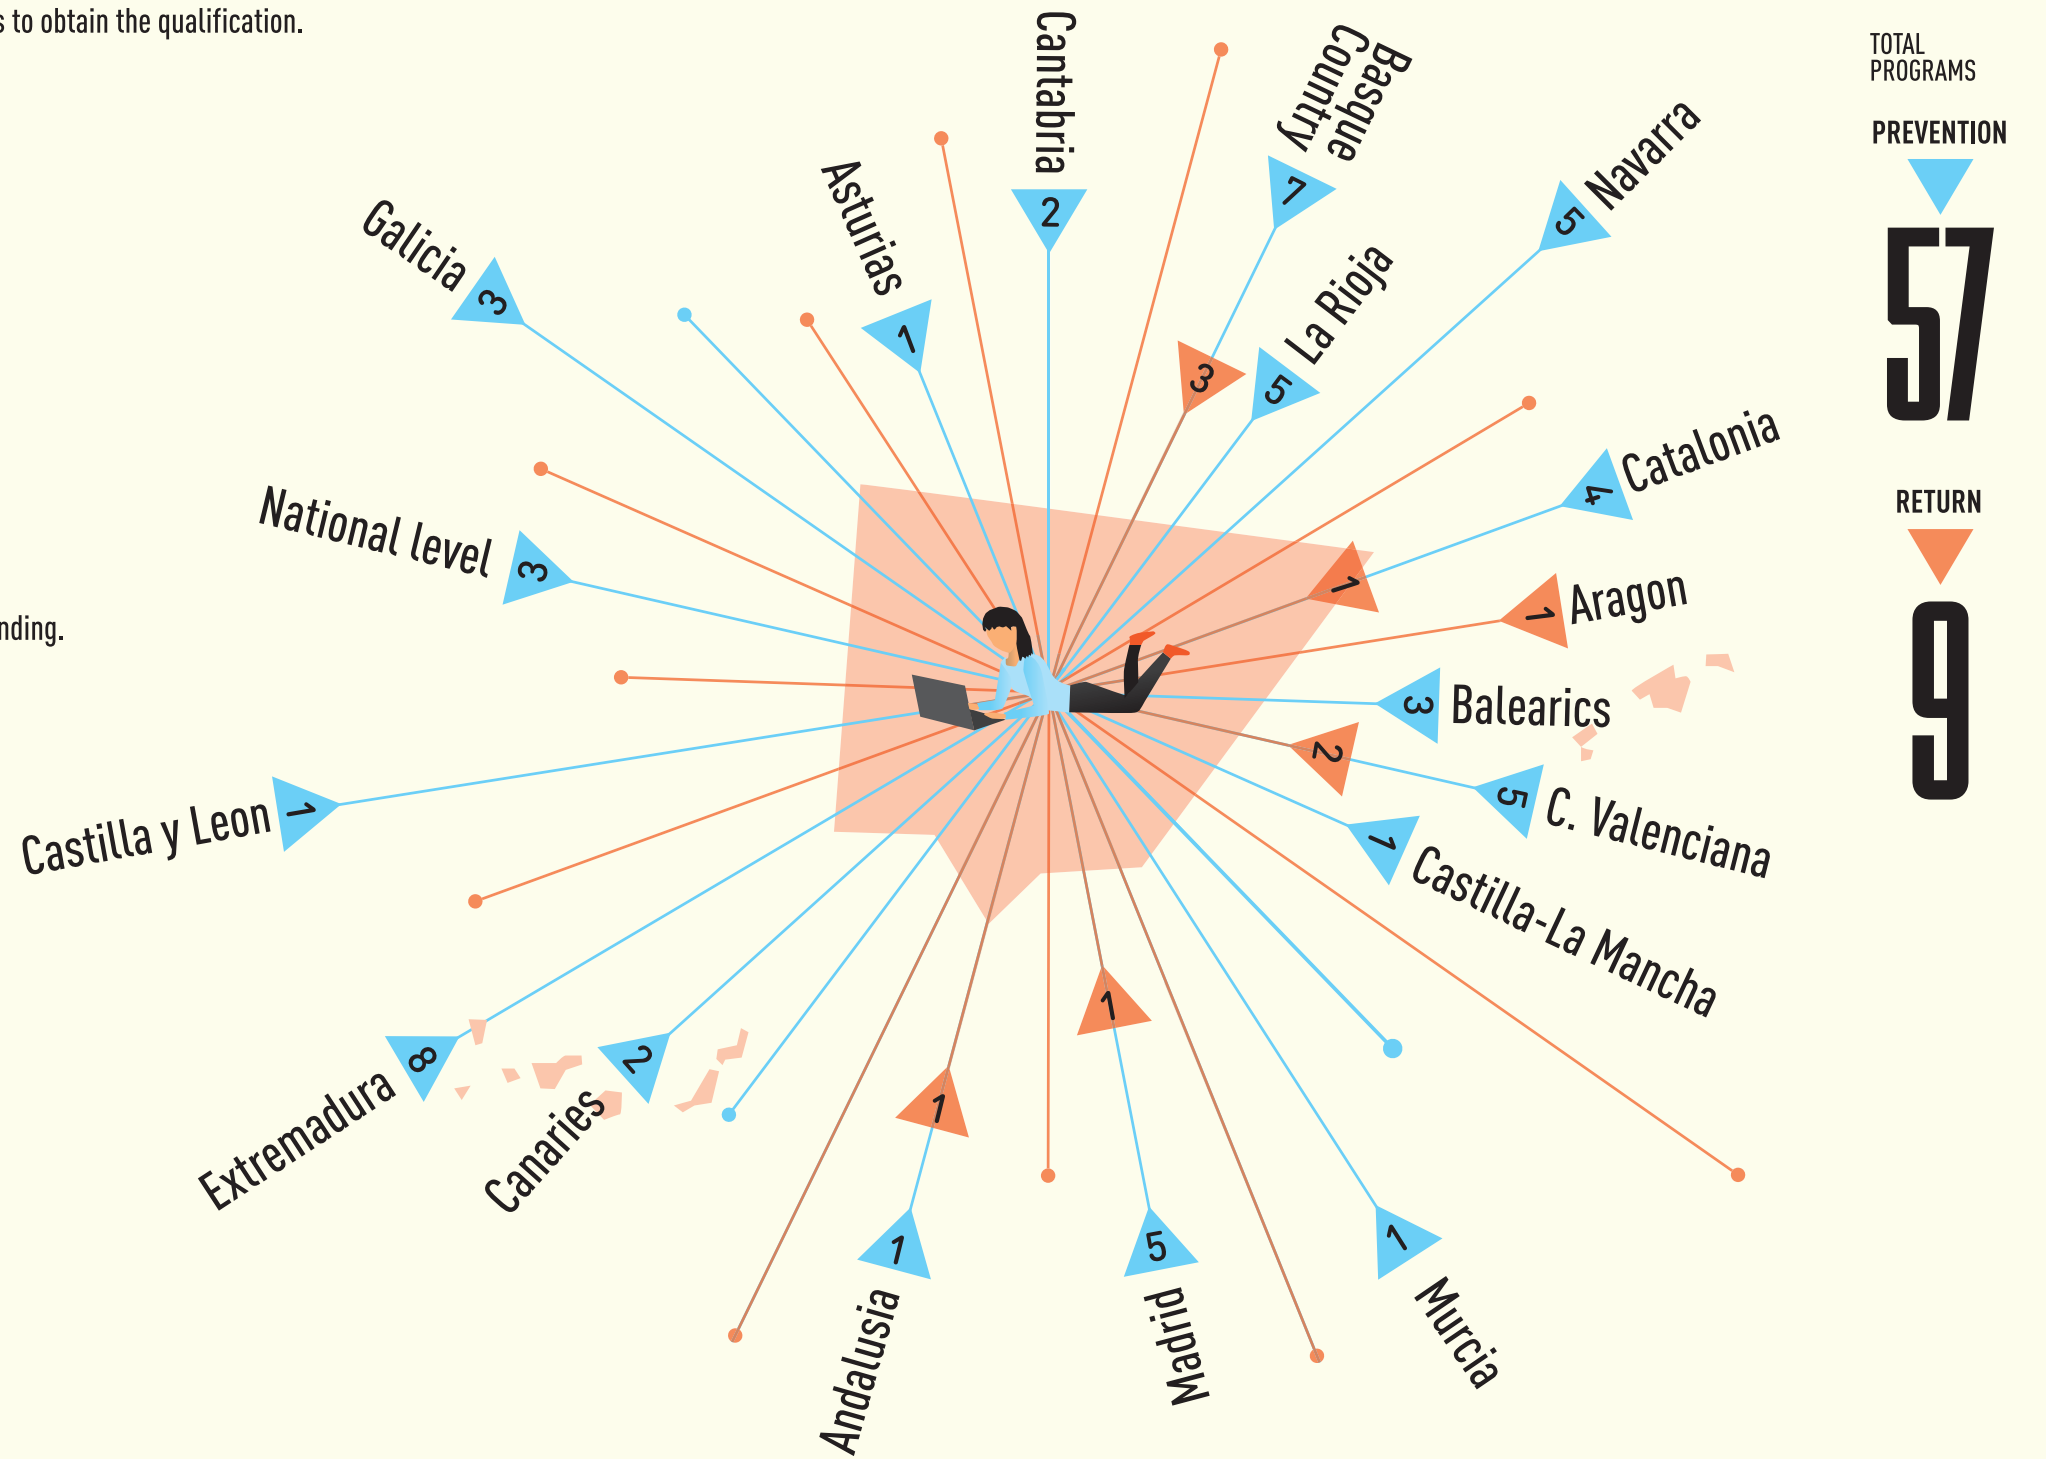 s to obtain the qualification.
nding.
Cantabria
2
Basque
Country
7
3
Navarra
5
La Rioja
5
Catalonia
4
1
Aragon
1
Balearics
3
C. Valenciana
5
2
Castilla-La Mancha
1
Murcia
1
Madrid
5
1
Andalusia
1
1
Canaries
2
Extremadura
8
Castilla y Leon
1
National level
3
Galicia
3
Asturias
1
TOTAL
PROGRAMS
PREVENTION
57
RETURN
9